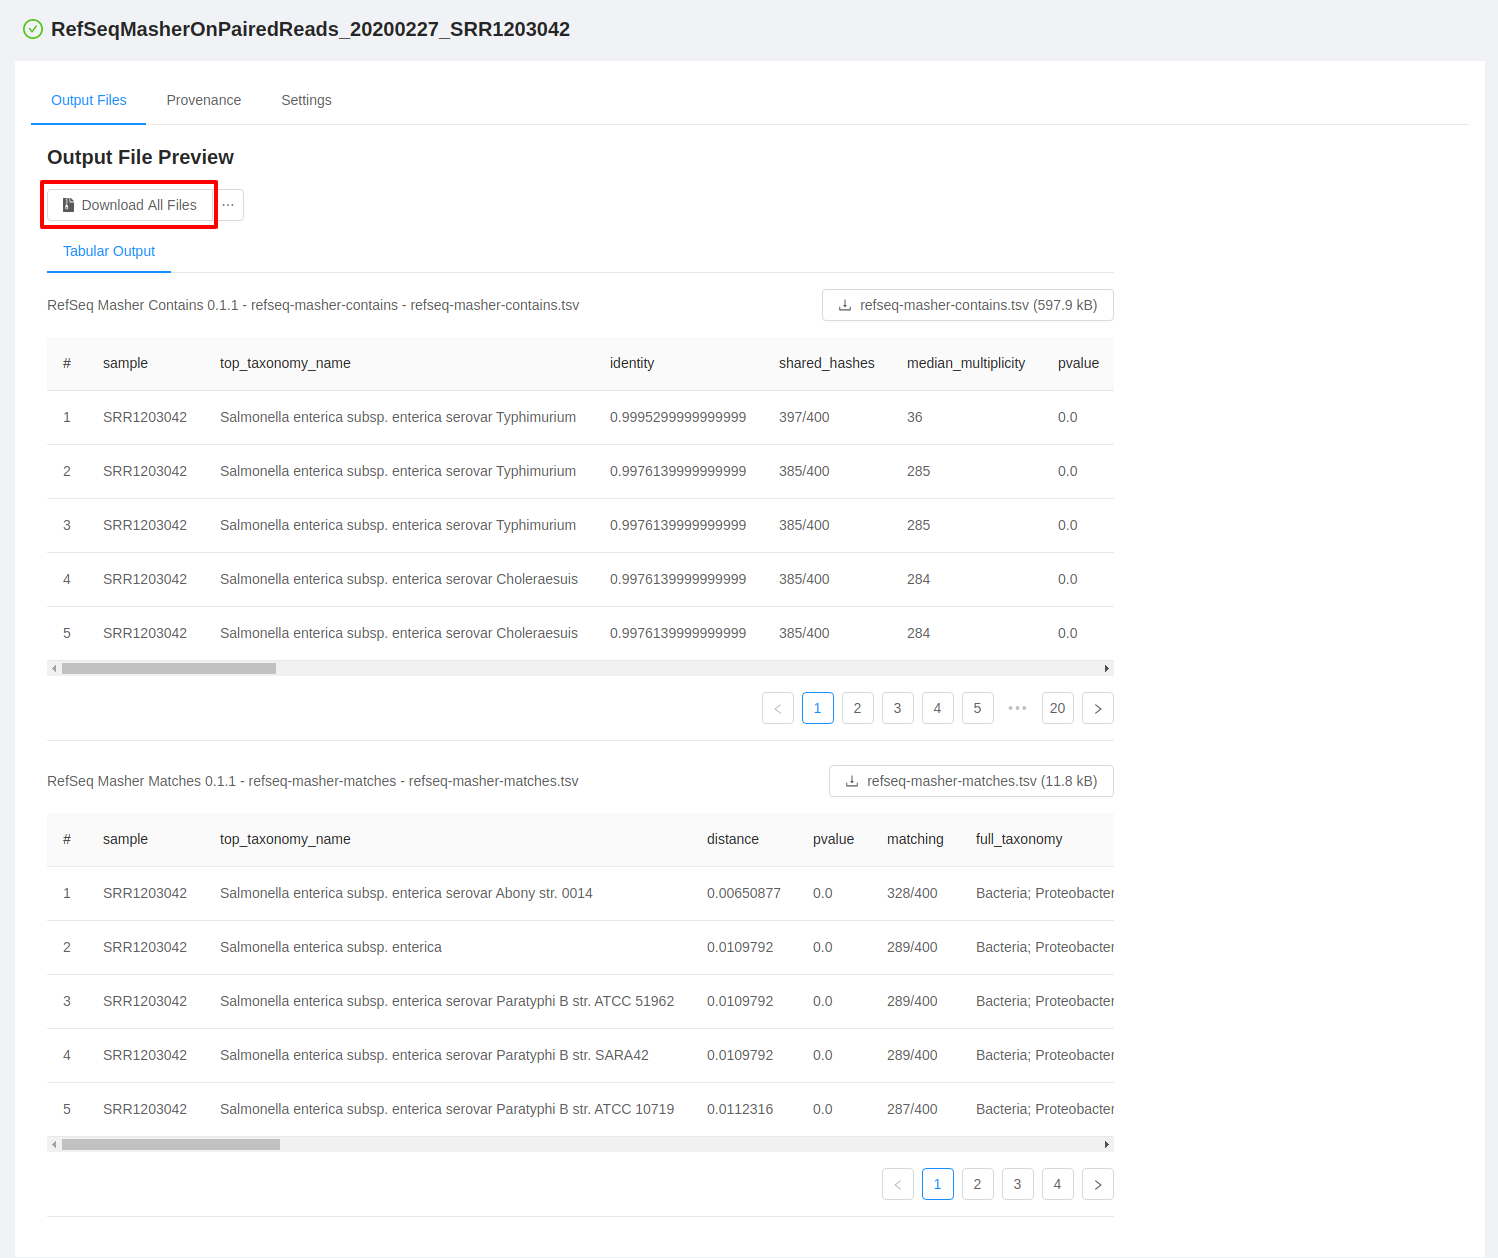 RefSeqMasherOnPairedReads_20200227_SRR1203042
Output Files Provenance Settings
Output File Preview
Download All Files ···
Tabular Output
RefSeq Masher Contains 0.1.1 - refseq-masher-contains - refseq-masher-contains.tsv refseq-masher-contains.tsv (597.9 kB)
# sample top_taxonomy_name identity shared_hashes median_multiplicity pvalue
1 SRR1203042 Salmonella enterica subsp. enterica serovar Typhimurium 0.9995299999999999 397/400 36 0.0
2 SRR1203042 Salmonella enterica subsp. enterica serovar Typhimurium 0.9976139999999999 385/400 285 0.0
3 SRR1203042 Salmonella enterica subsp. enterica serovar Typhimurium 0.9976139999999999 385/400 285 0.0
4 SRR1203042 Salmonella enterica subsp. enterica serovar Choleraesuis 0.9976139999999999 385/400 284 0.0
5 SRR1203042 Salmonella enterica subsp. enterica serovar Choleraesuis 0.9976139999999999 385/400 284 0.0
< 1 2 3 4 5 ••• 20 >
RefSeq Masher Matches 0.1.1 - refseq-masher-matches - refseq-masher-matches.tsv refseq-masher-matches.tsv (11.8 kB)
# sample top_taxonomy_name distance pvalue matching full_taxonomy
1 SRR1203042 Salmonella enterica subsp. enterica serovar Abony str. 0014 0.00650877 0.0 328/400 Bacteria; Proteobacter
2 SRR1203042 Salmonella enterica subsp. enterica 0.0109792 0.0 289/400 Bacteria; Proteobacter
3 SRR1203042 Salmonella enterica subsp. enterica serovar Paratyphi B str. ATCC 51962 0.0109792 0.0 289/400 Bacteria; Proteobacter
4 SRR1203042 Salmonella enterica subsp. enterica serovar Paratyphi B str. SARA42 0.0109792 0.0 289/400 Bacteria; Proteobacter
5 SRR1203042 Salmonella enterica subsp. enterica serovar Paratyphi B str. ATCC 10719 0.0112316 0.0 287/400 Bacteria; Proteobacter
< 1 2 3 4 >